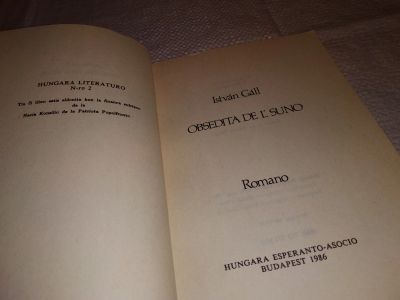 HUNGARA LITERATURO
N-ro 2
Tiu ĉi libro estis eldonita kun la financa subteno
de la
Nacia Konsilio de la Patriota Popolfronto
István Gáll
OBSEDITA DE L' SUNO
Romano
HUNGARA ESPERANTO-ASOCIO
BUDAPEST 1986